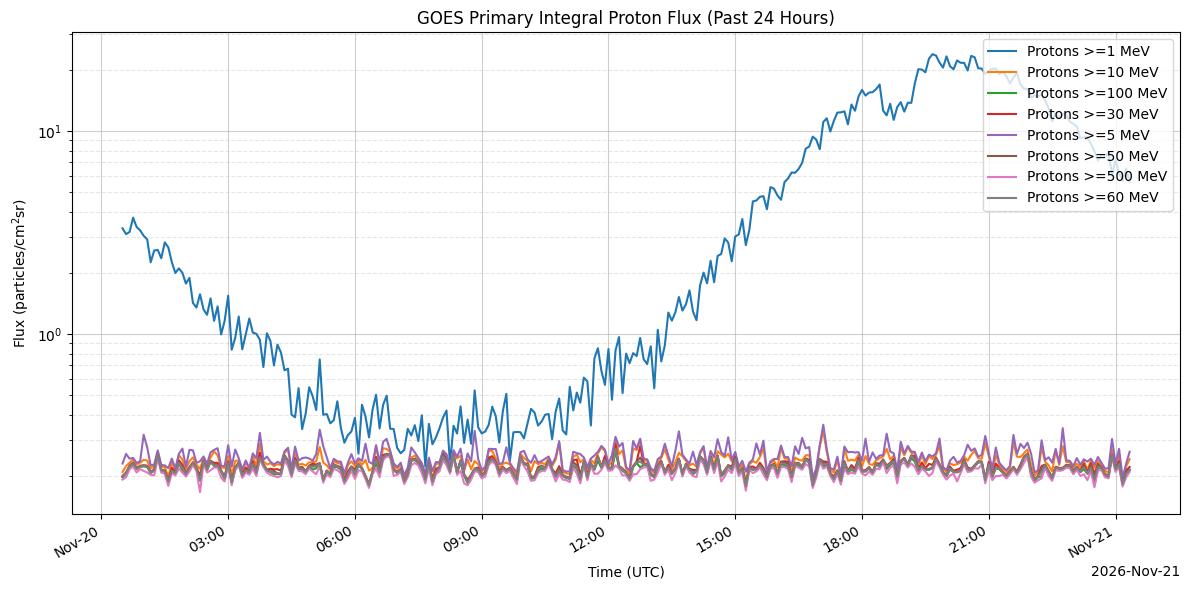 GOES Primary Integral Proton Flux (Past 24 Hours)
Protons >=1 MeV
Protons >=10 MeV
Protons >=100 MeV
Protons >=30 MeV
Protons >=5 MeV
Protons >=50 MeV
Protons >=500 MeV
Protons >=60 MeV
Flux (particles/cm²sr)
10¹
10⁰
Nov-20
03:00
06:00
09:00
12:00
15:00
18:00
21:00
Nov-21
Time (UTC)
2026-Nov-21